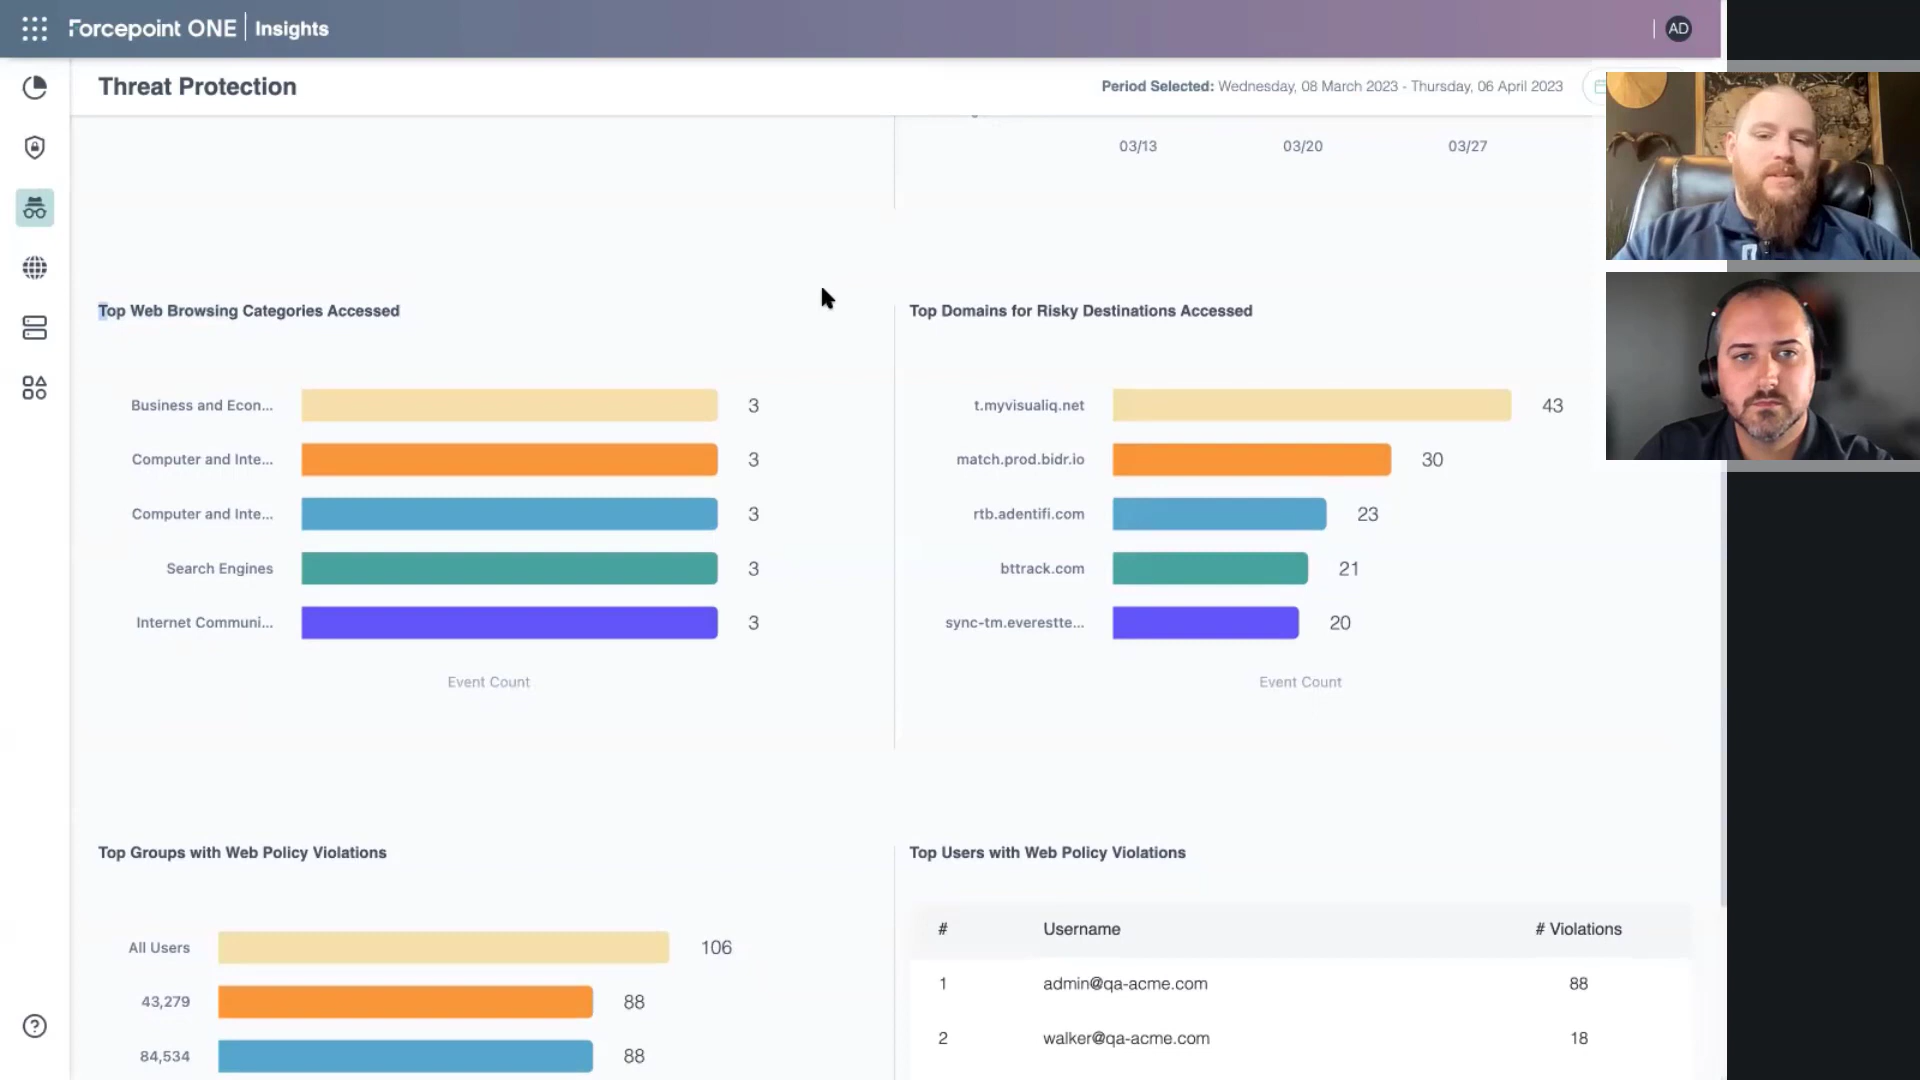 Forcepoint ONE | Insights
AD
Threat Protection
Period Selected: Wednesday, 08 March 2023 - Thursday, 06 April 2023
03/13 03/20 03/27
Top Web Browsing Categories Accessed
Business and Econ... 3
Computer and Inte... 3
Computer and Inte... 3
Search Engines 3
Internet Communi... 3
Event Count
Top Domains for Risky Destinations Accessed
t.myvisualiq.net 43
match.prod.bidr.io 30
rtb.adentifi.com 23
bttrack.com 21
sync-tm.everestte... 20
Event Count
Top Groups with Web Policy Violations
All Users 106
43,279 88
84,534 88
Top Users with Web Policy Violations
# Username # Violations
1 admin@qa-acme.com 88
2 walker@qa-acme.com 18